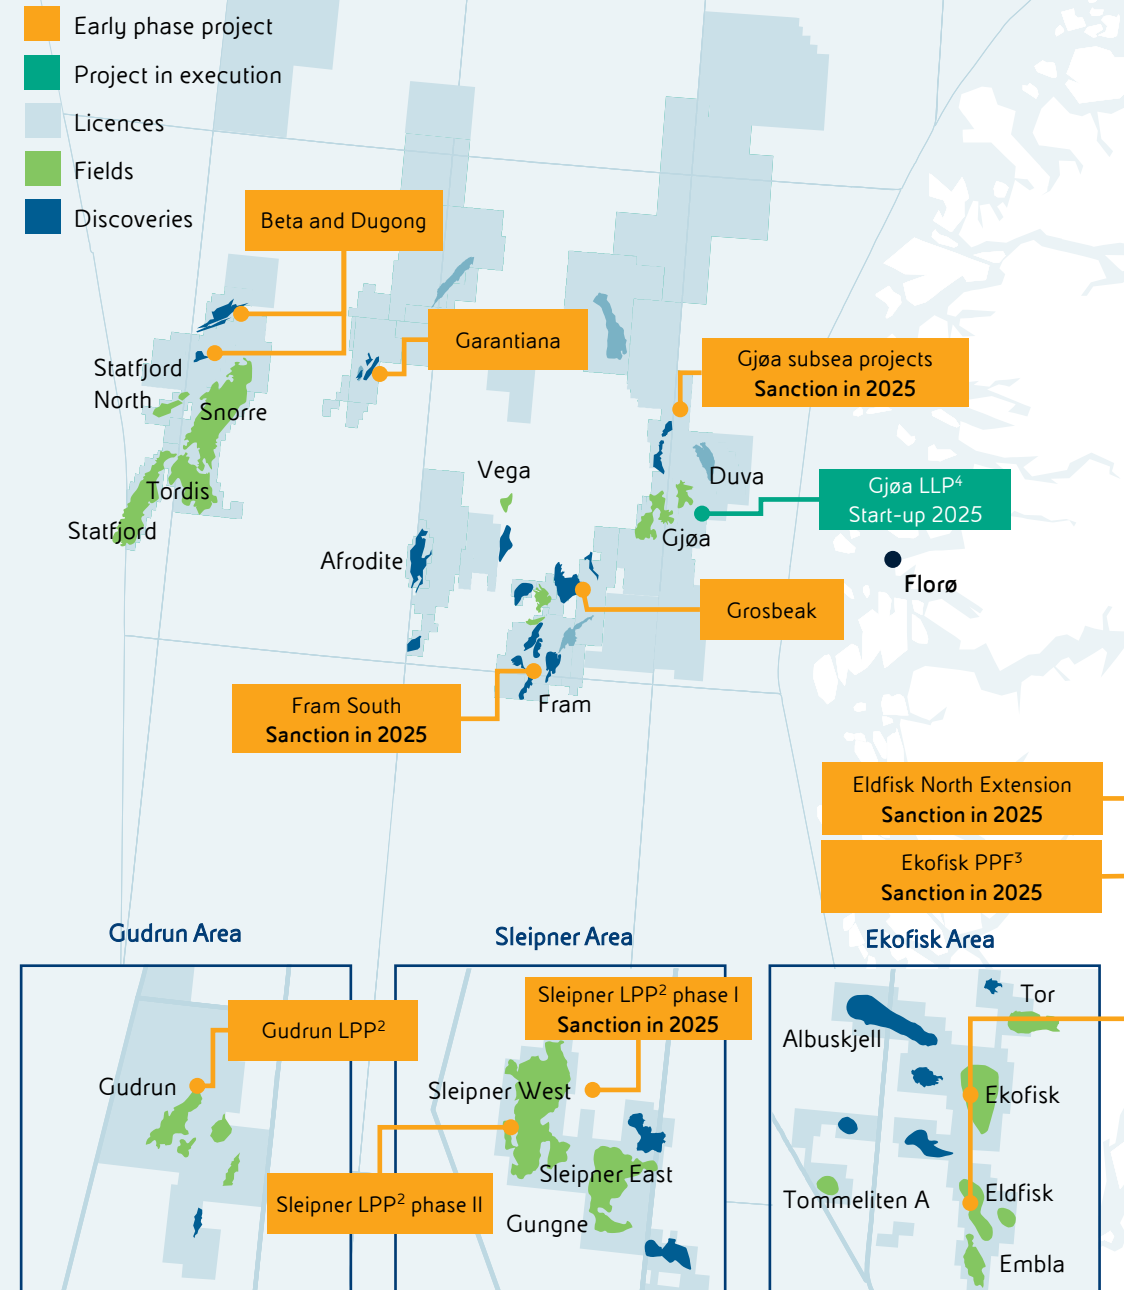 Early phase project
Project in execution
Licences
Fields
Discoveries
Beta and Dugong
Garantiana
Gjøa subsea projects
Sanction in 2025
Statfjord
North
Snorre
Vega
Duva
Tordis
Gjøa LLP⁴
Start-up 2025
Statfjord
Gjøa
Afrodite
Florø
Grosbeak
Fram South
Sanction in 2025
Fram
Eldfisk North Extension
Sanction in 2025
Ekofisk PPF³
Sanction in 2025
Gudrun Area
Gudrun LPP²
Gudrun
Sleipner Area
Sleipner LPP² phase I
Sanction in 2025
Sleipner West
Sleipner East
Sleipner LPP² phase II
Gungne
Ekofisk Area
Tor
Albuskjell
Ekofisk
Tommeliten A
Eldfisk
Embla